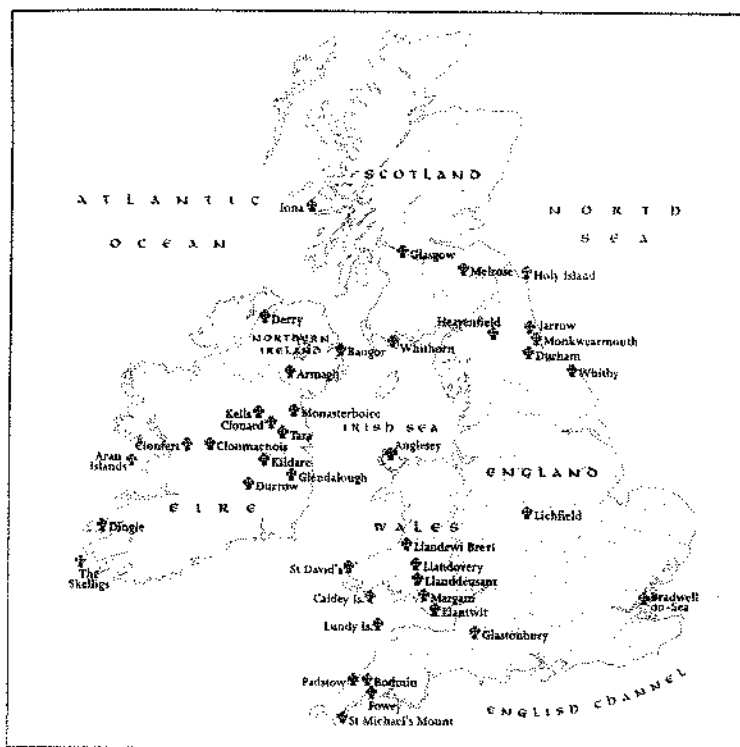 SCOTLAND
ATLANTIC
OCEAN
Iona
NORTH
SEA
Glasgow
Melrose
Holy Island
Derry
NORTHERN
IRELAND
Heavenfield
Jarrow
Monkwearmouth
Durham
Whitby
Bangor
Whithorn
Armagh
Kells
Monasterboice
Clonard
Tara
IRISH SEA
Clonfert
Clonmacnois
Aran
Islands
Kildare
Glendalough
Durrow
Anglesey
ENGLAND
EIRE
Lichfield
Dingle
WALES
The
Skelligs
Llandewi Brefi
St David's
Llandovery
Llanddeusant
Caldey Is.
Margam
Llantwit
Bradwell
on-Sea
Lundy Is.
Glastonbury
Padstow
Bodmin
Fowey
St Michael's Mount
ENGLISH CHANNEL